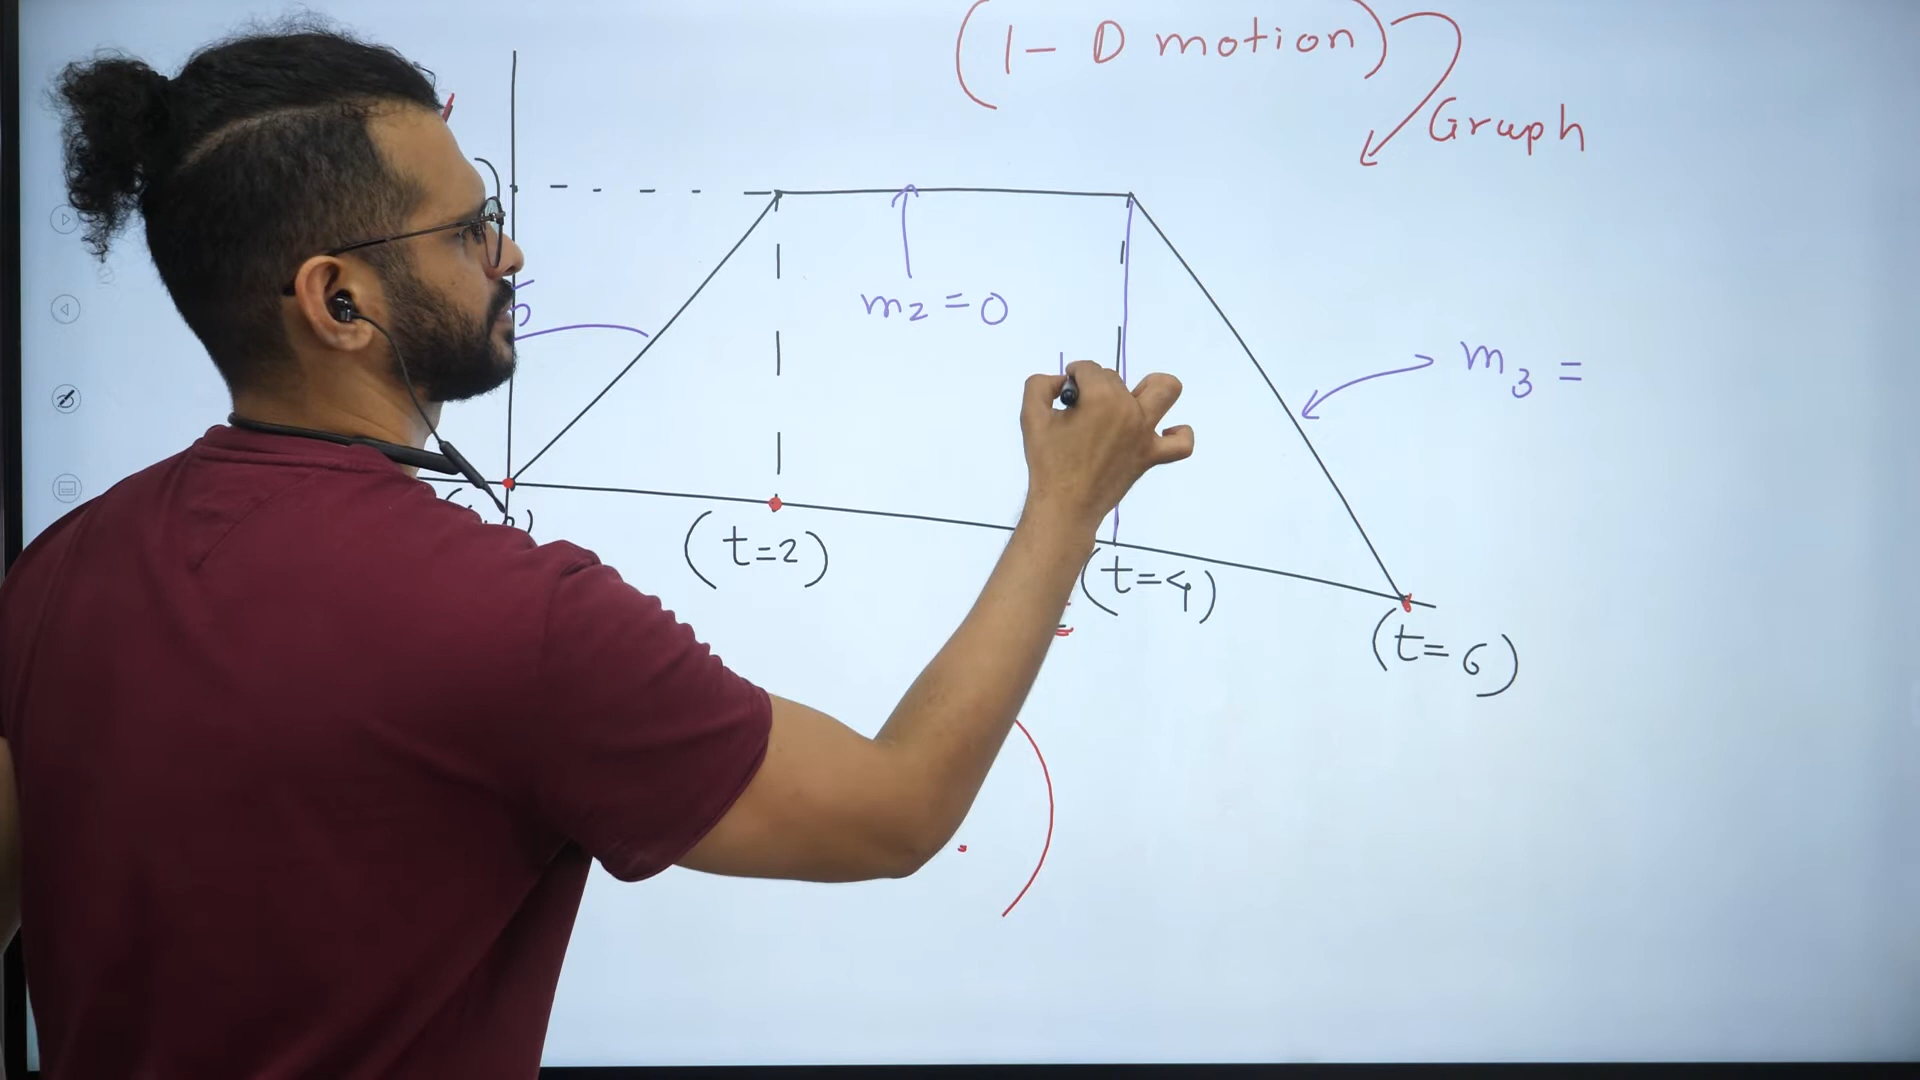 (1-D motion)
Graph
m2 = 0
m3 =
(t=2)
(t=4)
(t=6)